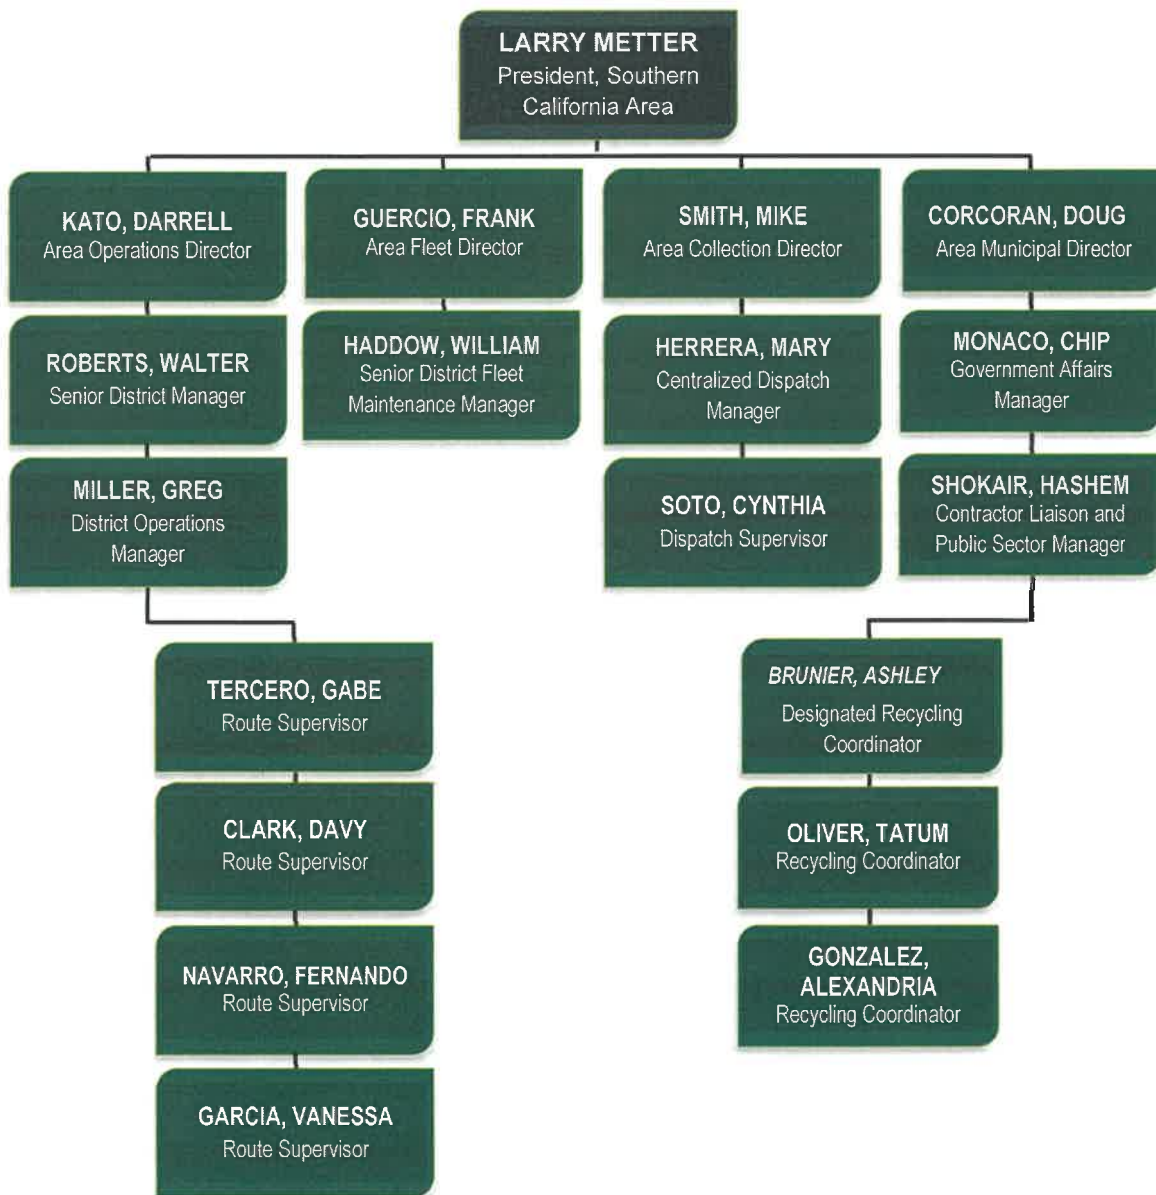 LARRY METTER
President, Southern
California Area
KATO, DARRELL
Area Operations Director
GUERCIO, FRANK
Area Fleet Director
SMITH, MIKE
Area Collection Director
CORCORAN, DOUG
Area Municipal Director
ROBERTS, WALTER
Senior District Manager
HADDOW, WILLIAM
Senior District Fleet
Maintenance Manager
HERRERA, MARY
Centralized Dispatch
Manager
MONACO, CHIP
Government Affairs
Manager
MILLER, GREG
District Operations
Manager
SOTO, CYNTHIA
Dispatch Supervisor
SHOKAIR, HASHEM
Contractor Liaison and
Public Sector Manager
TERCERO, GABE
Route Supervisor
CLARK, DAVY
Route Supervisor
NAVARRO, FERNANDO
Route Supervisor
GARCIA, VANESSA
Route Supervisor
BRUNIER, ASHLEY
Designated Recycling
Coordinator
OLIVER, TATUM
Recycling Coordinator
GONZALEZ,
ALEXANDRIA
Recycling Coordinator